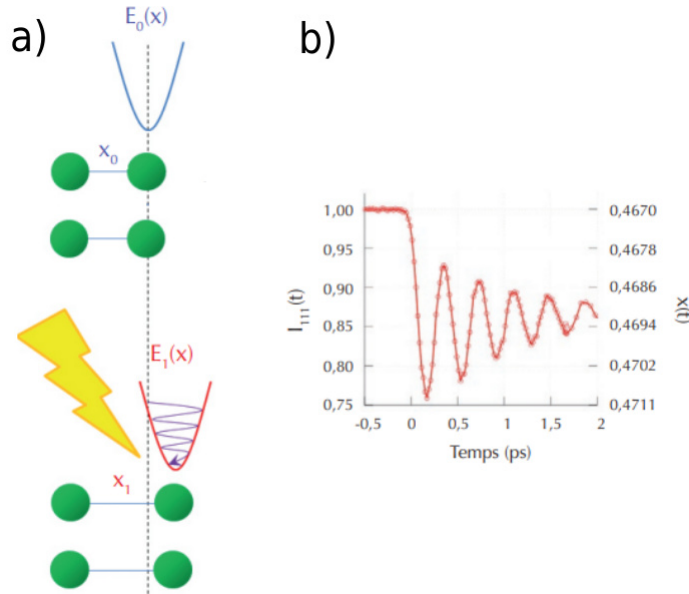 a)
E₀(x)
x₀
E₁(x)
x₁
b)
I₁₁₁(t)
1,00
0,95
0,90
0,85
0,80
0,75
0,4670
0,4678
0,4686
0,4694
0,4702
0,4711
x(t)
-0,5 0 0,5 1 1,5 2
Temps (ps)